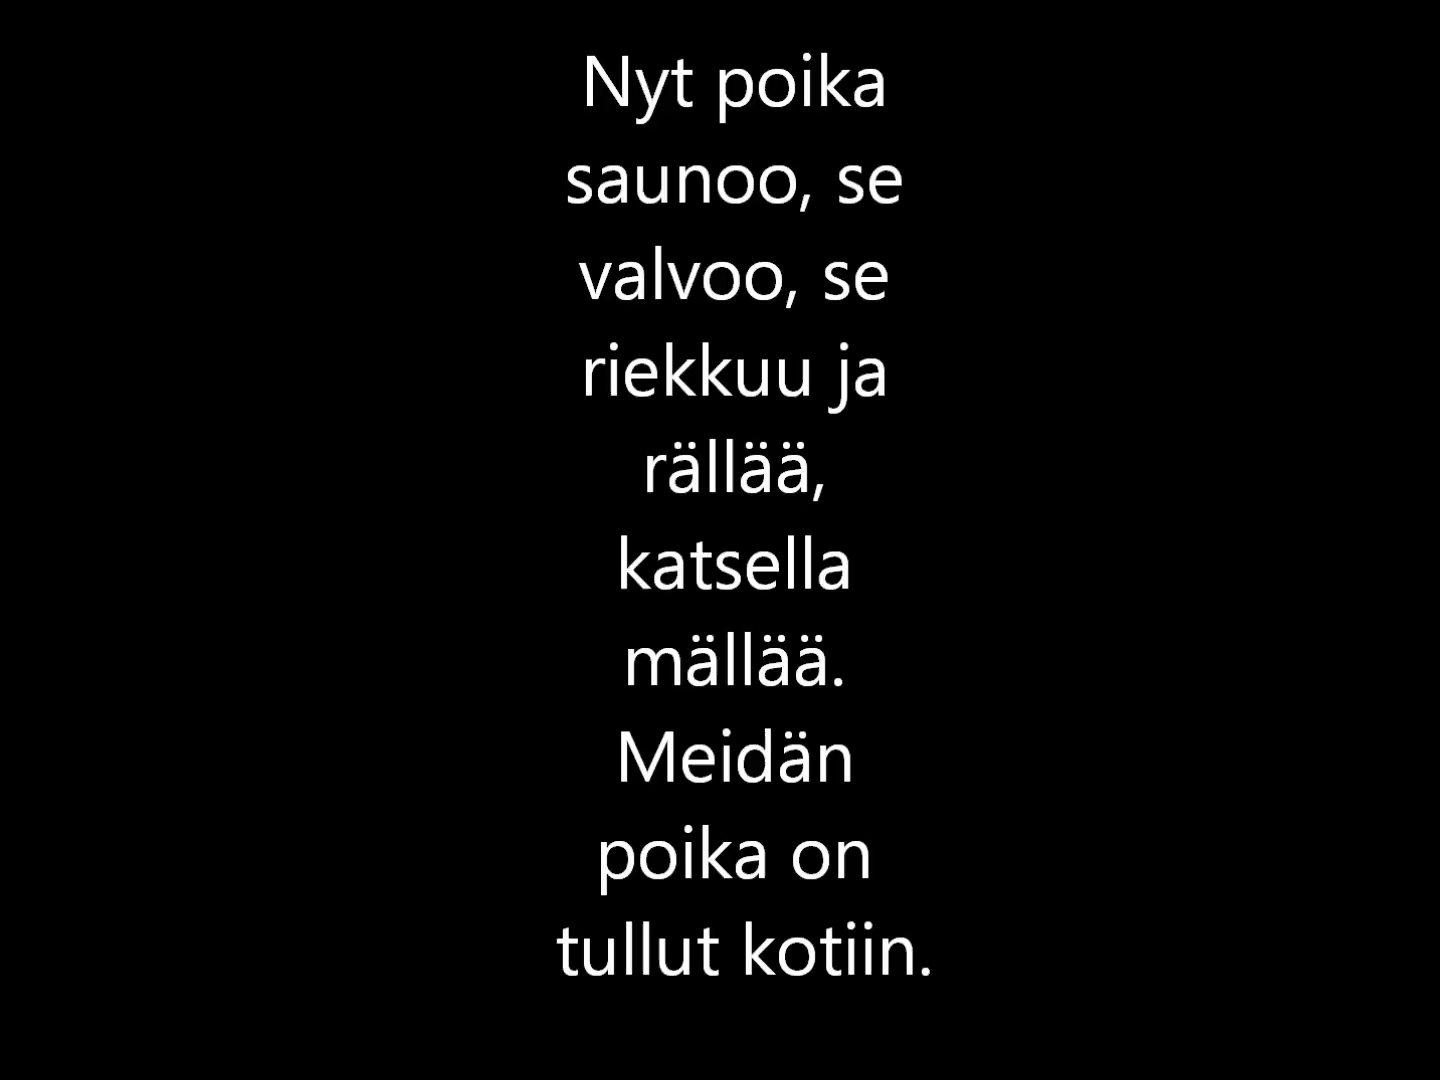 Nyt poika
saunoo, se
valvoo, se
riekkuu ja
rällää,
katsella
mällää.
Meidän
poika on
tullut kotiin.